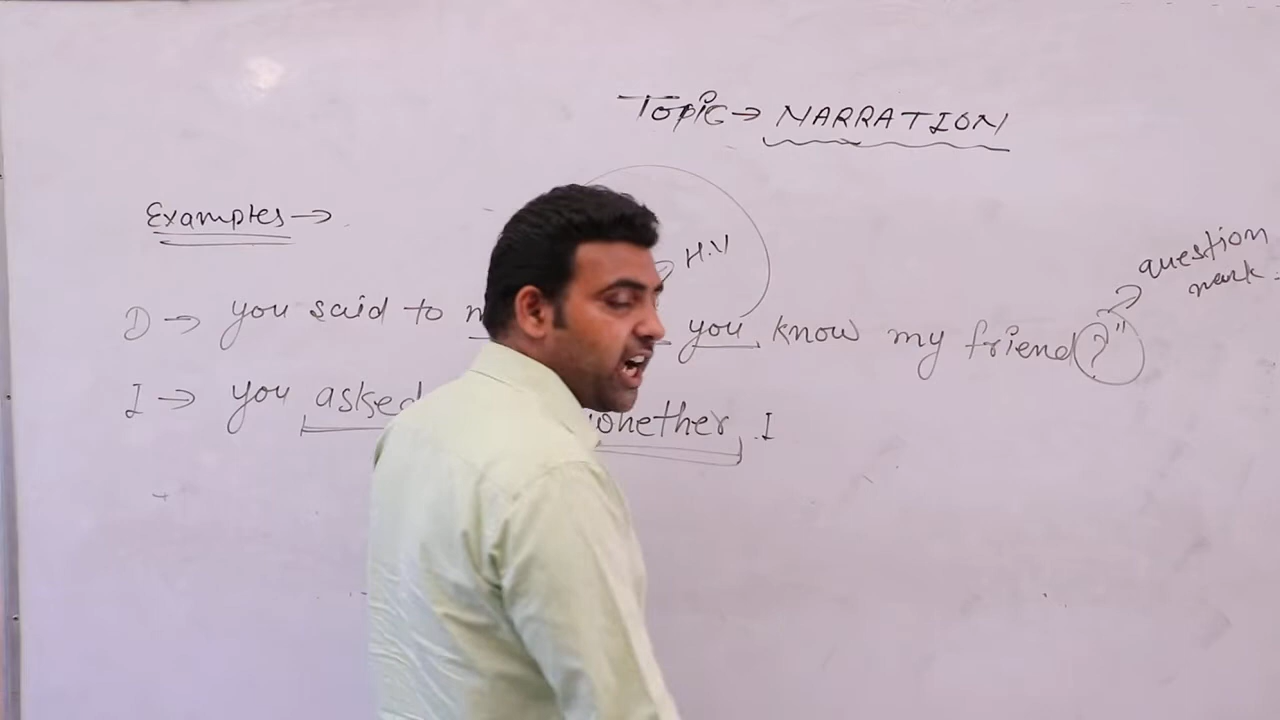 Topic → NARRATION
Examples →
H.V
question
mark.
D → you said to you know my friend?"
I → you asked whether, I